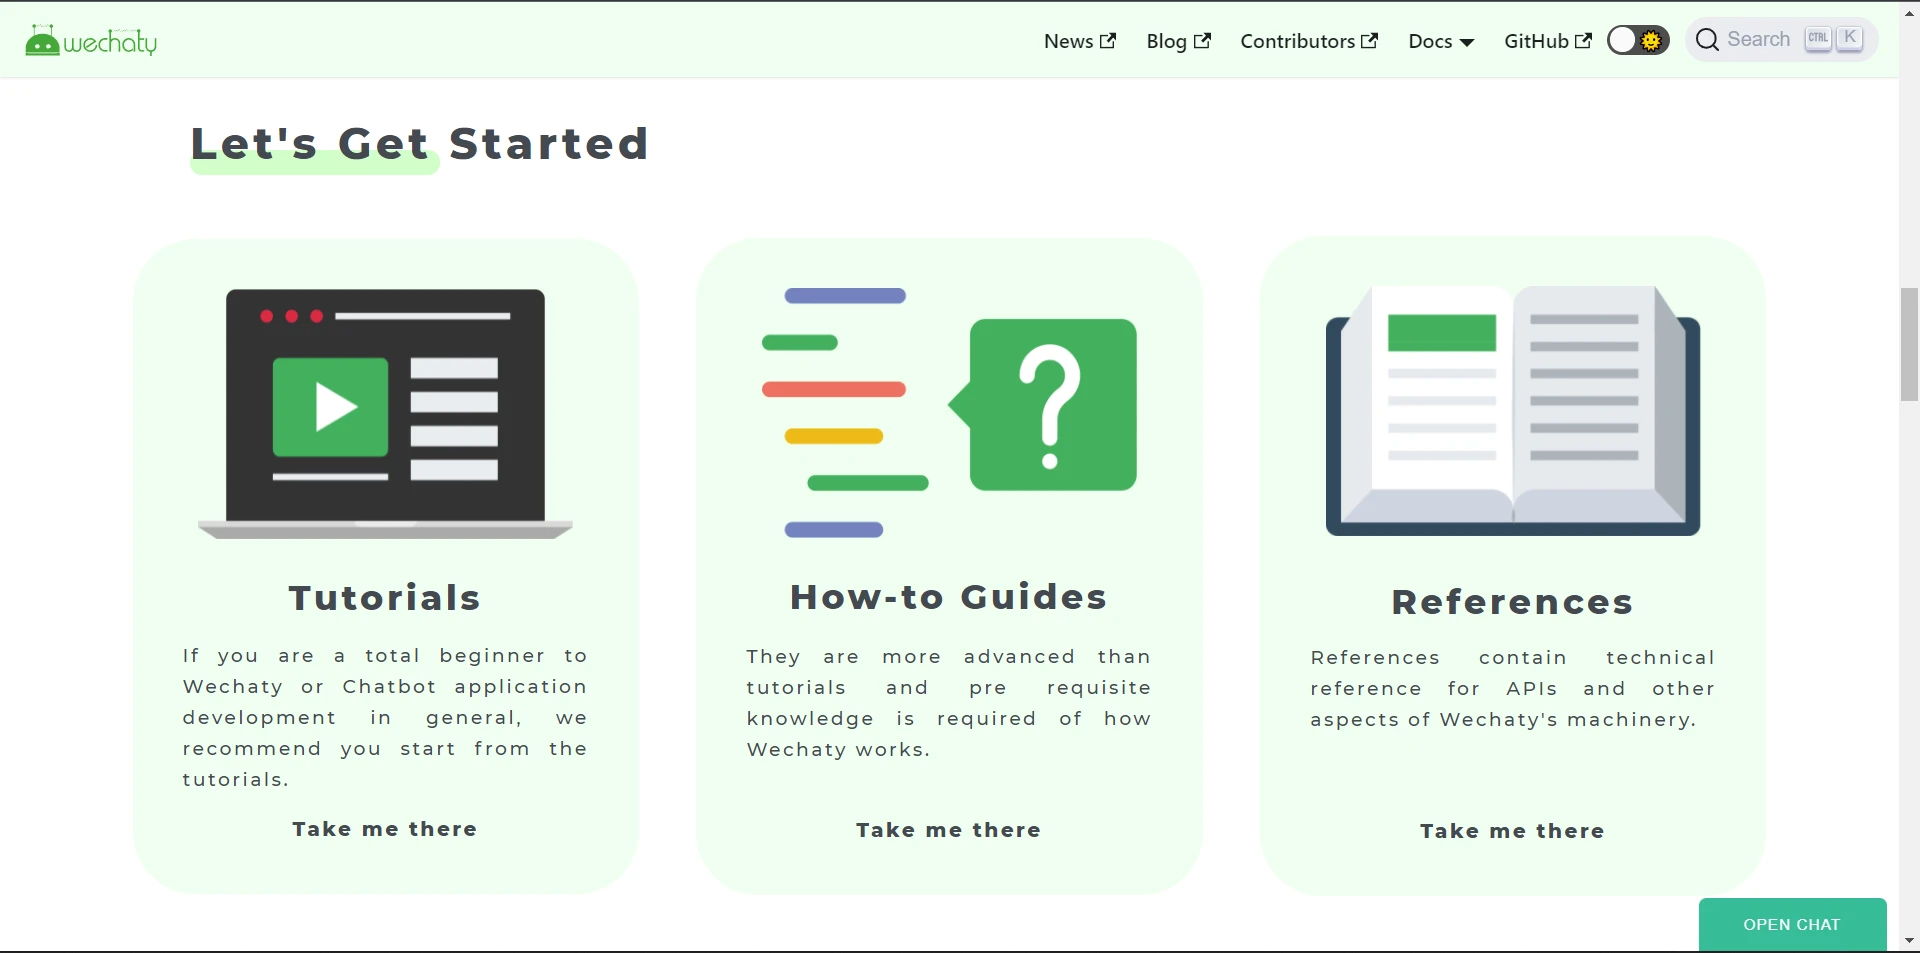 wechaty
News Blog Contributors Docs GitHub Search CTRL K
Let's Get Started
Tutorials
If you are a total beginner to
Wechaty or Chatbot application
development in general, we
recommend you start from the
tutorials.
Take me there
How-to Guides
They are more advanced than
tutorials and pre requisite
knowledge is required of how
Wechaty works.
Take me there
References
References contain technical
reference for APIs and other
aspects of Wechaty's machinery.
Take me there
OPEN CHAT